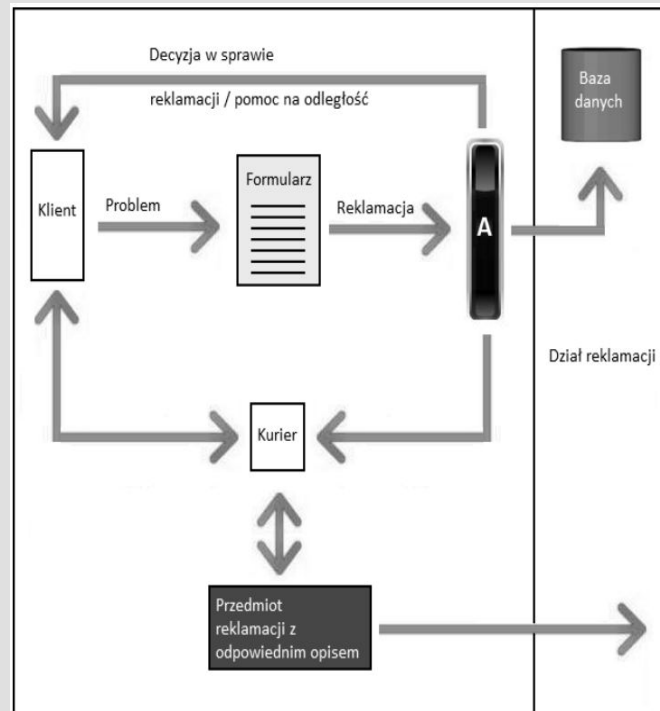 Decyzja w sprawie
reklamacji / pomoc na odległość
Baza
danych
Klient
Problem
Formularz
Reklamacja
A
Dział reklamacji
Kurier
Przedmiot
reklamacji z
odpowiednim opisem